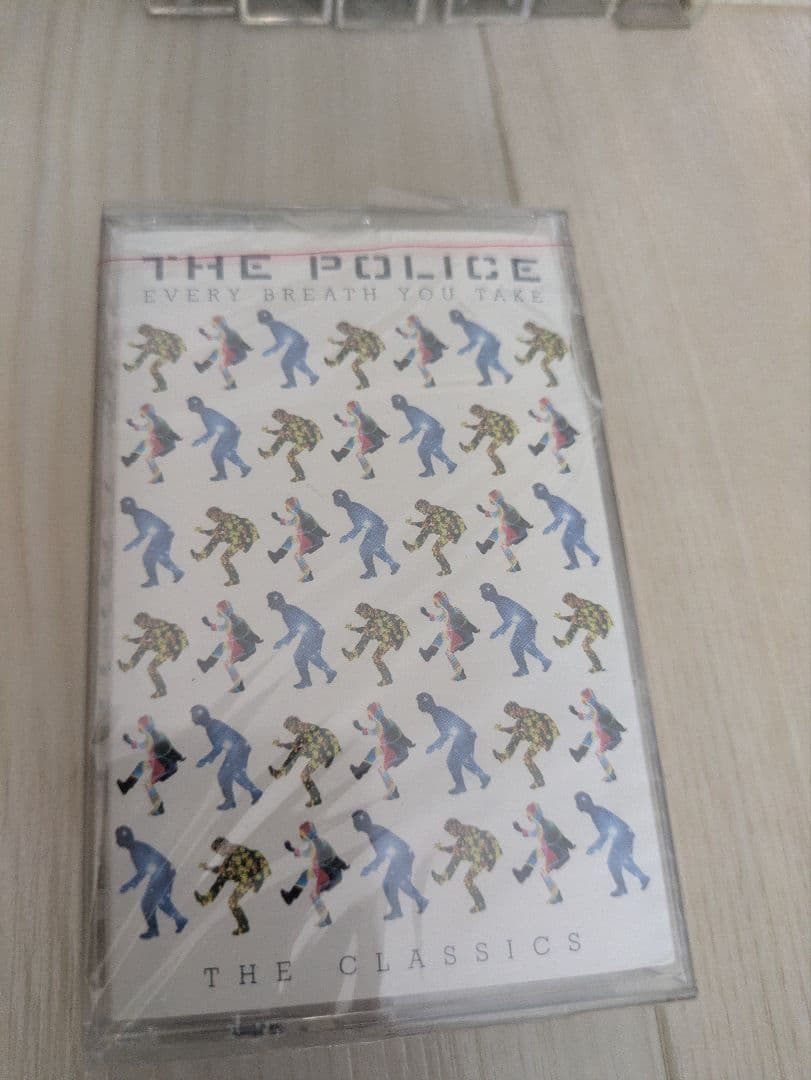 THE POLICE
EVERY BREATH YOU TAKE
THE CLASSICS